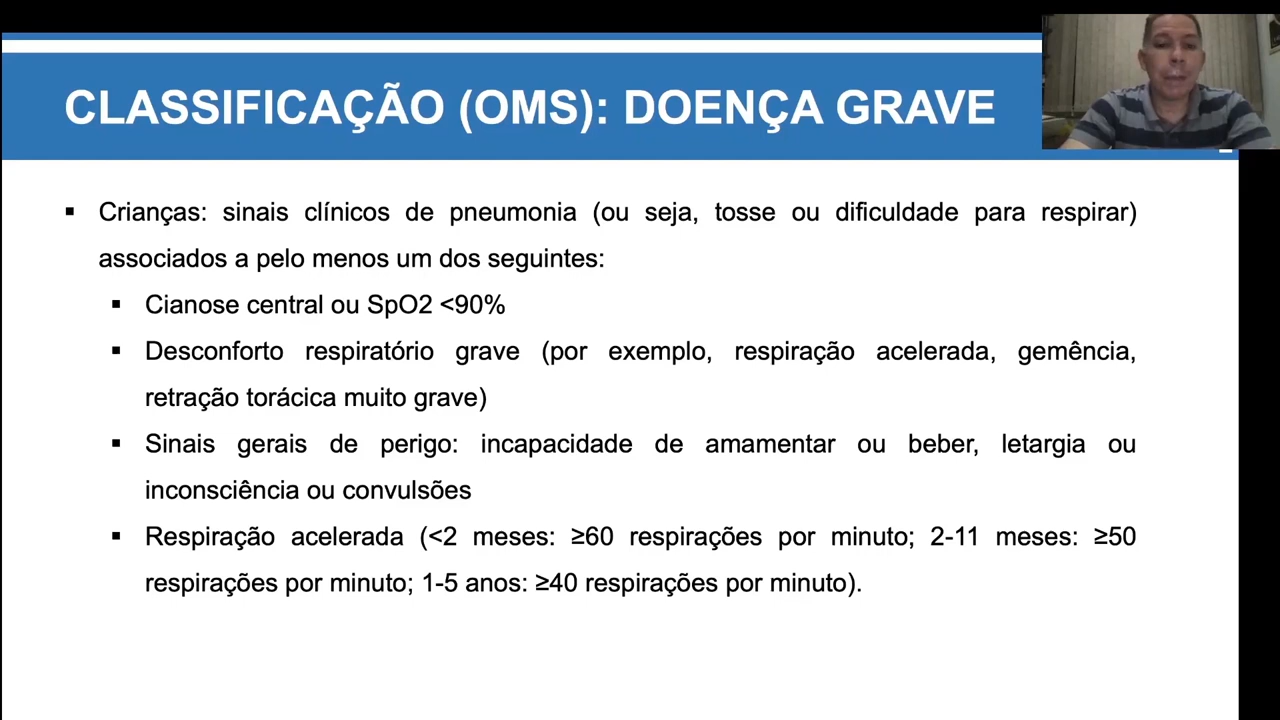 CLASSIFICAÇÃO (OMS): DOENÇA GRAVE
▪ Crianças: sinais clínicos de pneumonia (ou seja, tosse ou dificuldade para respirar)
associados a pelo menos um dos seguintes:
▪ Cianose central ou SpO2 <90%
▪ Desconforto respiratório grave (por exemplo, respiração acelerada, gemência,
retração torácica muito grave)
▪ Sinais gerais de perigo: incapacidade de amamentar ou beber, letargia ou
inconsciência ou convulsões
▪ Respiração acelerada (<2 meses: ≥60 respirações por minuto; 2-11 meses: ≥50
respirações por minuto; 1-5 anos: ≥40 respirações por minuto).